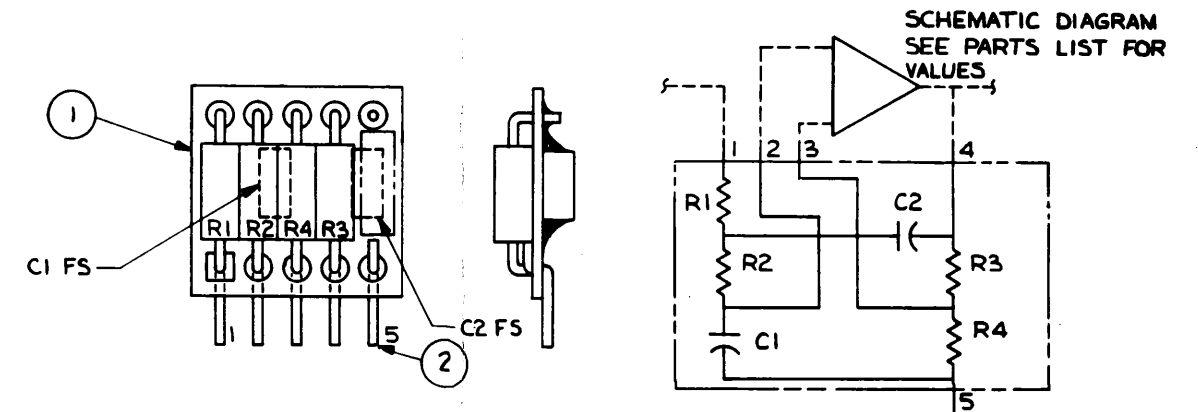 SCHEMATIC DIAGRAM
SEE PARTS LIST FOR
VALUES
1
R1 R2 R4 R3
C1 FS
C2 FS
1
5
2
1 2 3 4
R1
C2
R2
R3
C1
R4
5